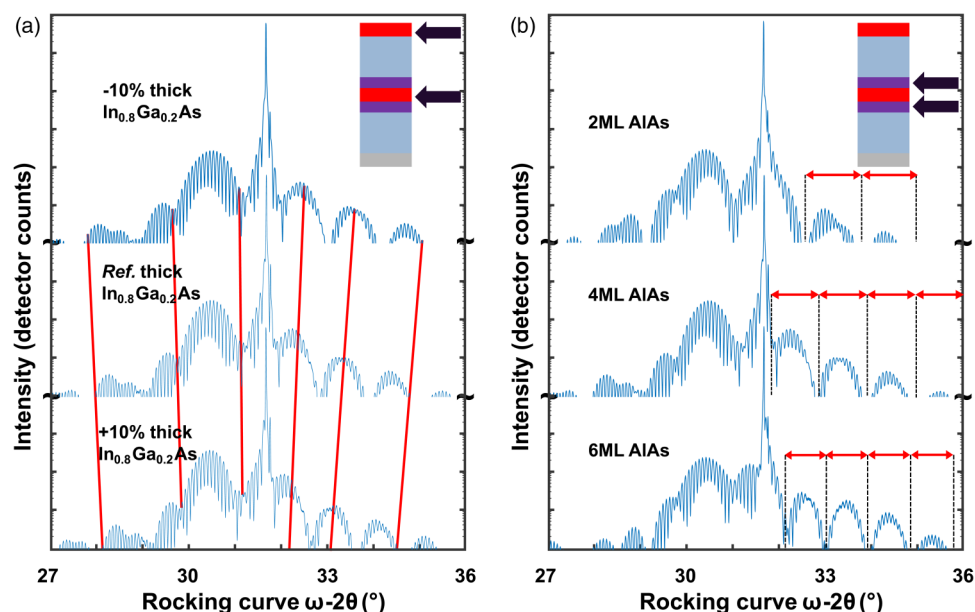 (a)
-10% thick
In0.8Ga0.2As
Ref. thick
In0.8Ga0.2As
+10% thick
In0.8Ga0.2As
Intensity (detector counts)
27 30 33 36
Rocking curve ω-2θ (°)
(b)
2ML AlAs
4ML AlAs
6ML AlAs
Intensity (detector counts)
27 30 33 36
Rocking curve ω-2θ (°)